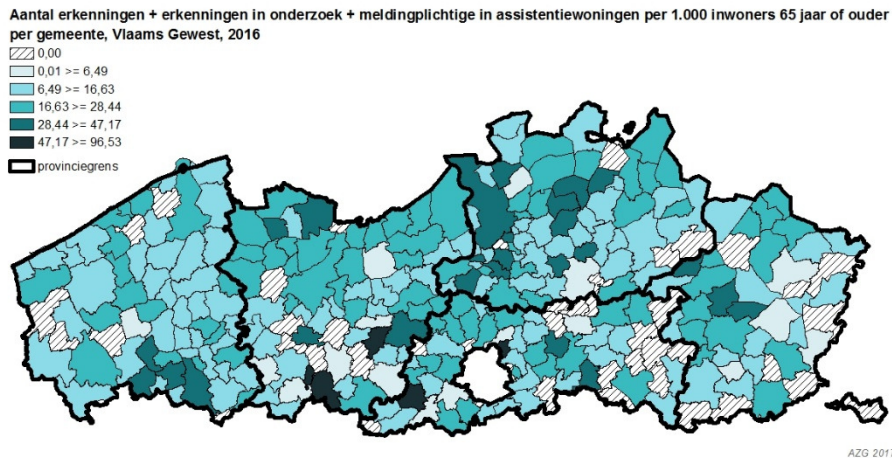 Aantal erkenningen + erkenningen in onderzoek + meldingplichtige in assistentiewoningen per 1.000 inwoners 65 jaar of ouder
per gemeente, Vlaams Gewest, 2016
0,00
0,01 >= 6,49
6,49 >= 16,63
16,63 >= 28,44
28,44 >= 47,17
47,17 >= 96,53
provinciegrens
AZG 2017